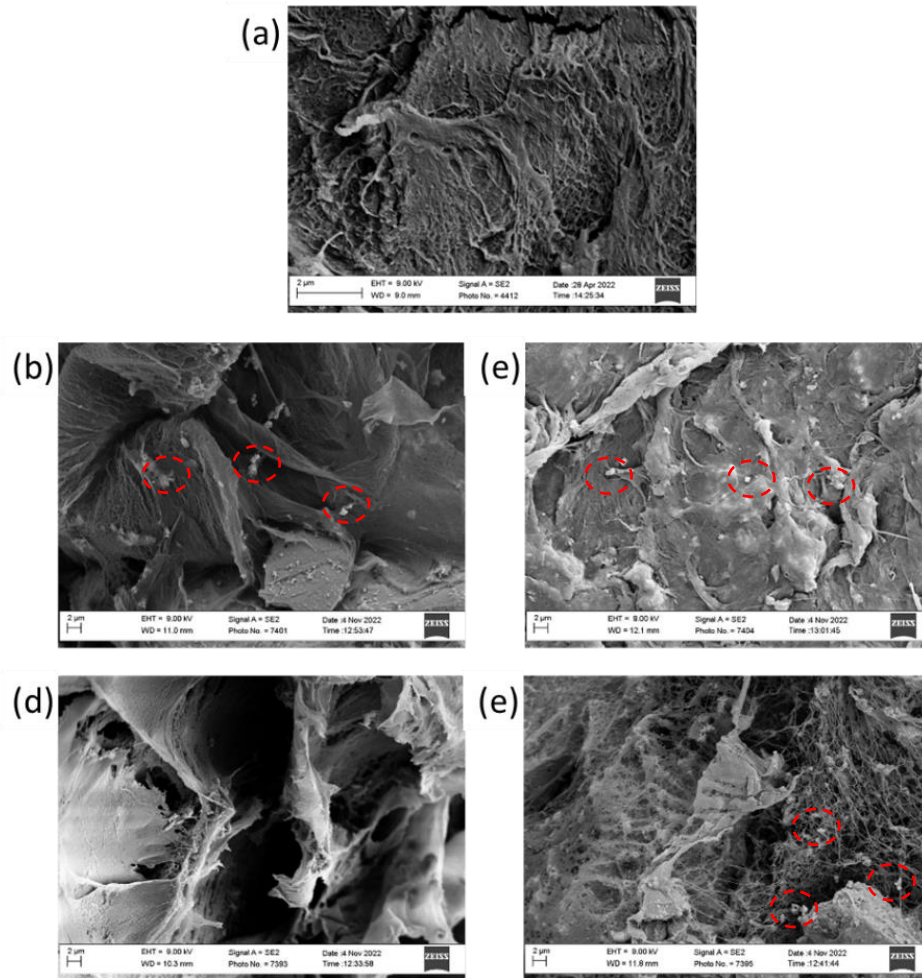 (a)
2 µm EHT = 9.00 kV Signal A = SE2 Date :28 Apr 2022 ZEISS
WD = 9.0 mm Photo No. = 4412 Time :14:25:34
(b)
2 µm EHT = 9.00 kV Signal A = SE2 Date :4 Nov 2022 ZEISS
WD = 11.0 mm Photo No. = 7401 Time :12:53:47
(e)
2 µm EHT = 9.00 kV Signal A = SE2 Date :4 Nov 2022 ZEISS
WD = 12.1 mm Photo No. = 7404 Time :13:01:45
(d)
2 µm EHT = 9.00 kV Signal A = SE2 Date :4 Nov 2022 ZEISS
WD = 10.3 mm Photo No. = 7393 Time :12:33:58
(e)
2 µm EHT = 9.00 kV Signal A = SE2 Date :4 Nov 2022 ZEISS
WD = 11.8 mm Photo No. = 7395 Time :12:41:44